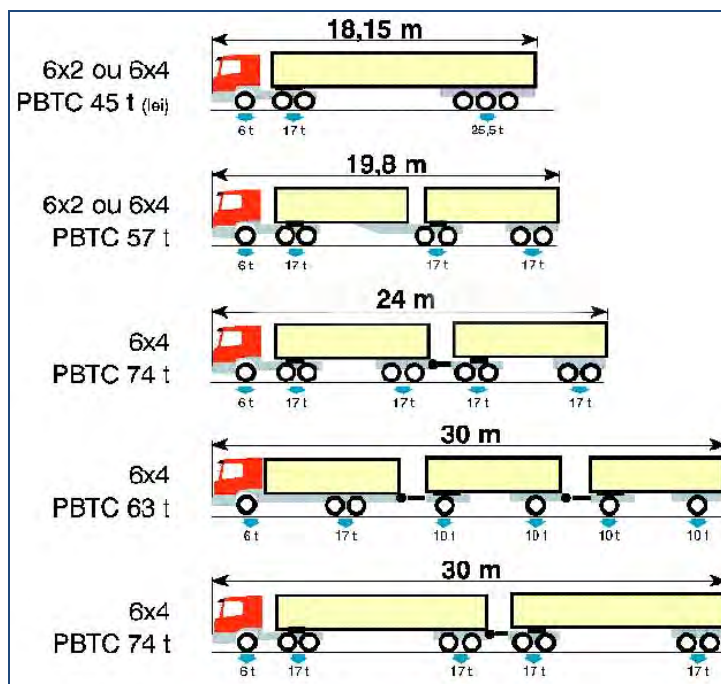 18,15 m
6x2 ou 6x4
PBTC 45 t (lei)
6 t 17 t 25,5 t
19,8 m
6x2 ou 6x4
PBTC 57 t
6 t 17 t 17 t 17 t
24 m
6x4
PBTC 74 t
6 t 17 t 17 t 17 t 17 t
30 m
6x4
PBTC 63 t
6 t 17 t 10 t 10 t 10 t 10 t
30 m
6x4
PBTC 74 t
6 t 17 t 17 t 17 t 17 t